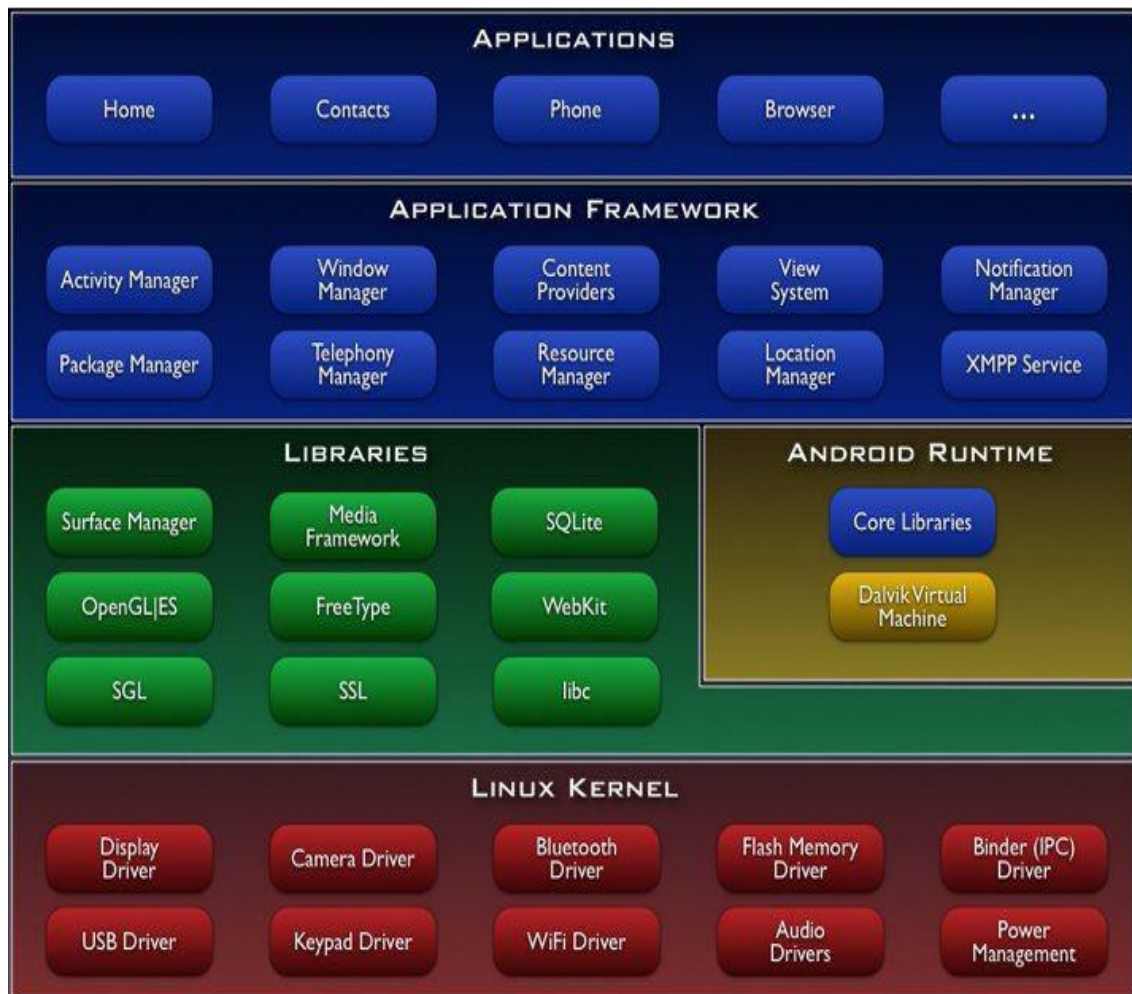 APPLICATIONS
Home
Contacts
Phone
Browser
...
APPLICATION FRAMEWORK
Activity Manager
Window
Manager
Content
Providers
View
System
Notification
Manager
Package Manager
Telephony
Manager
Resource
Manager
Location
Manager
XMPP Service
LIBRARIES
Surface Manager
Media
Framework
SQLite
OpenGL|ES
FreeType
WebKit
SGL
SSL
libc
ANDROID RUNTIME
Core Libraries
Dalvik Virtual
Machine
LINUX KERNEL
Display
Driver
Camera Driver
Bluetooth
Driver
Flash Memory
Driver
Binder (IPC)
Driver
USB Driver
Keypad Driver
WiFi Driver
Audio
Drivers
Power
Management